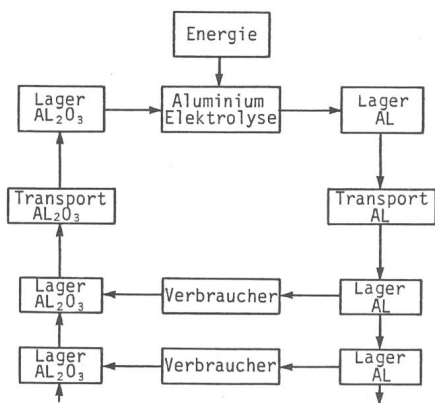 Energie
Lager
AL₂O₃
Aluminium
Elektrolyse
Lager
AL
Transport
AL₂O₃
Transport
AL
Lager
AL₂O₃
Verbraucher
Lager
AL
Lager
AL₂O₃
Verbraucher
Lager
AL